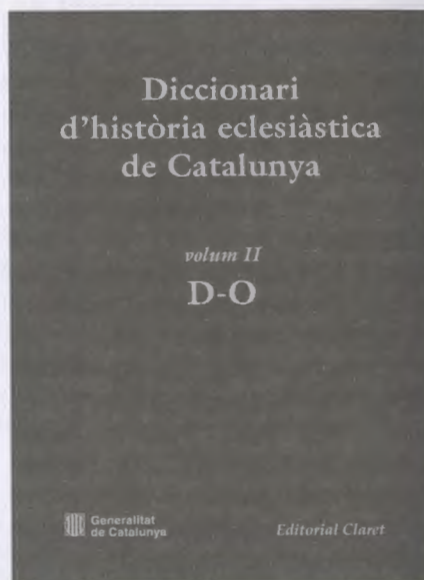 Diccionari
d'història eclesiàstica
de Catalunya
volum II
D-O
Generalitat
de Catalunya
Editorial Claret